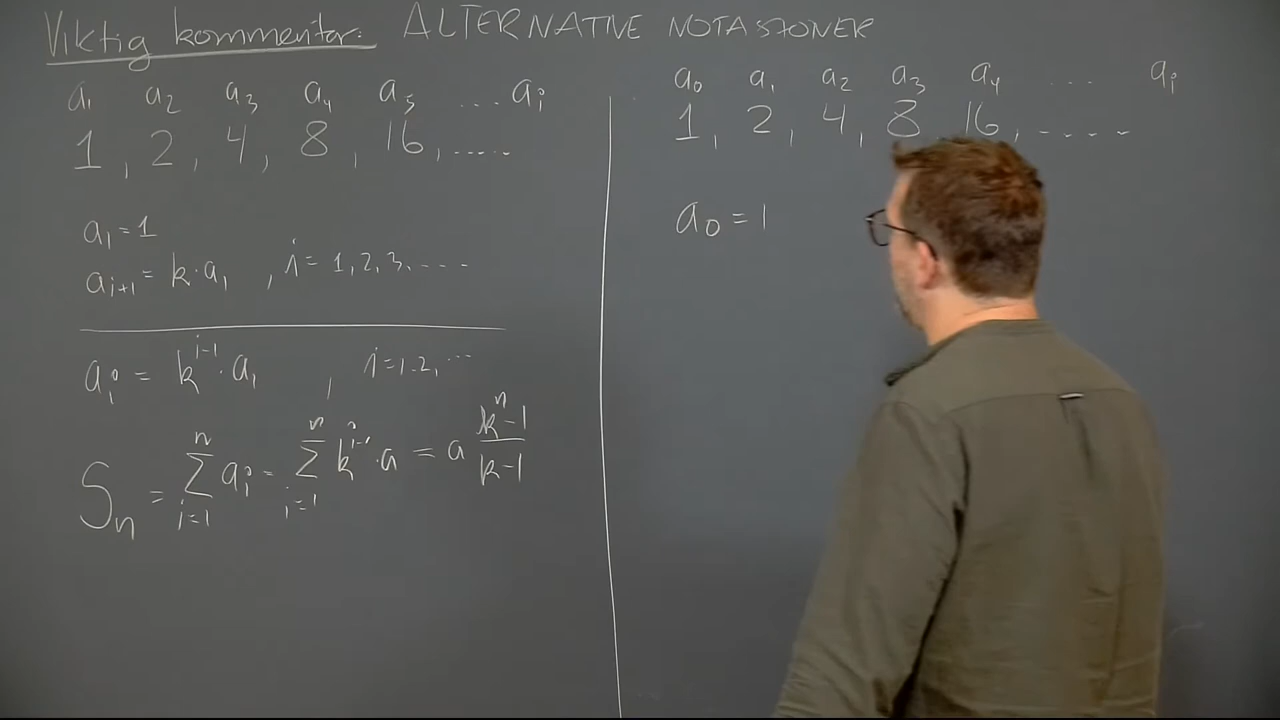 Viktig kommentar: ALTERNATIVE NOTASJONER
a₁ a₂ a₃ a₄ a₅ ... aᵢ
1, 2, 4, 8, 16, .....
a₁ = 1
aᵢ₊₁ = k · a₁ , i = 1, 2, 3, ....
aᵢ = k^(i-1) · a₁ , i = 1, 2, ...
Sₙ = ∑_{i=1}^{n} aᵢ = ∑_{i=1}^{n} k^(i-1) · a = a (k^n - 1)/(k - 1)
a₀ a₁ a₂ a₃ a₄ ... aᵢ
1, 2, 4, 8, 16, ....
a₀ = 1